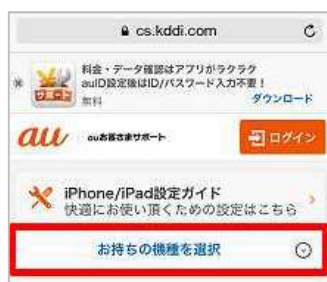 cs.kddi.com
料金・データ確認はアプリがラクラク
auID設定後はID/パスワード入力不要！
サポート
無料
ダウンロード
au
auお客さまサポート
ログイン
iPhone/iPad設定ガイド
快適にお使い頂くための設定はこちら
お持ちの機種を選択